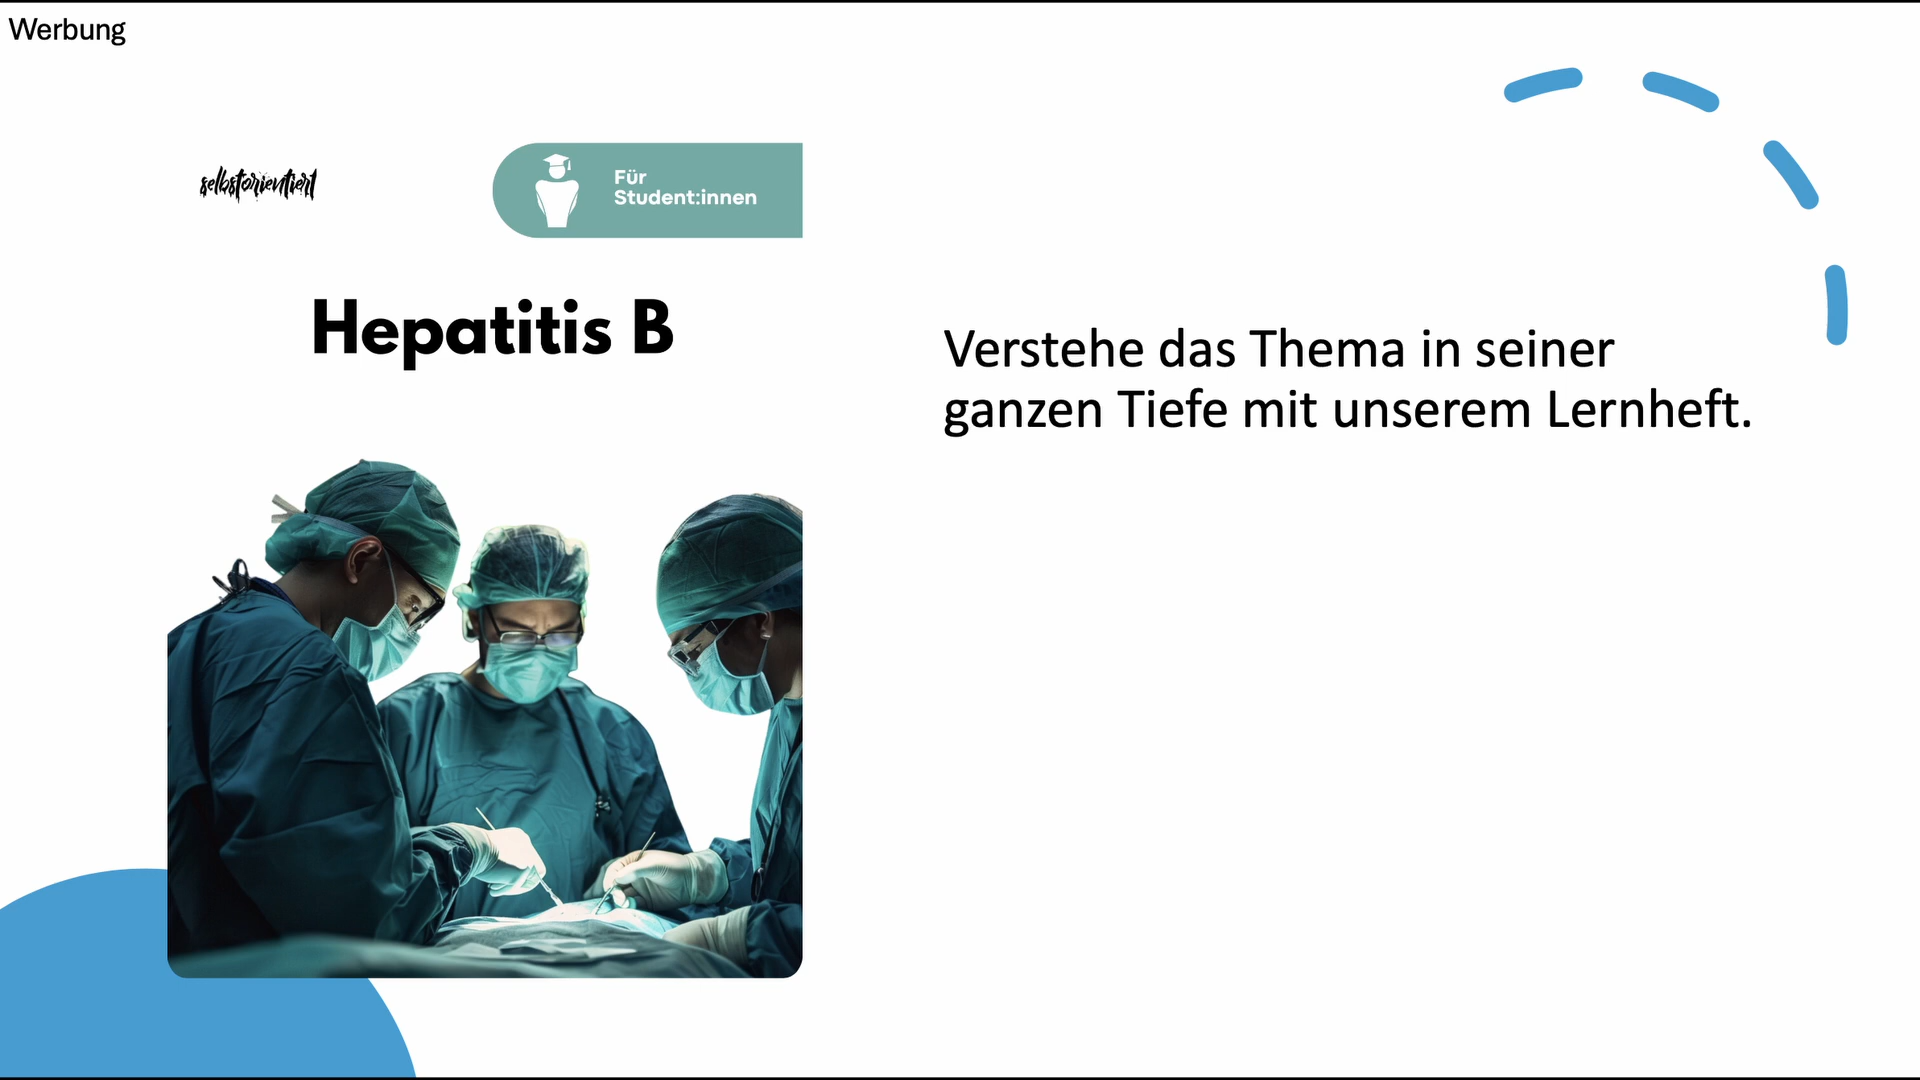 Werbung
selbstorientiert
Für
Student:innen
Hepatitis B
Verstehe das Thema in seiner
ganzen Tiefe mit unserem Lernheft.